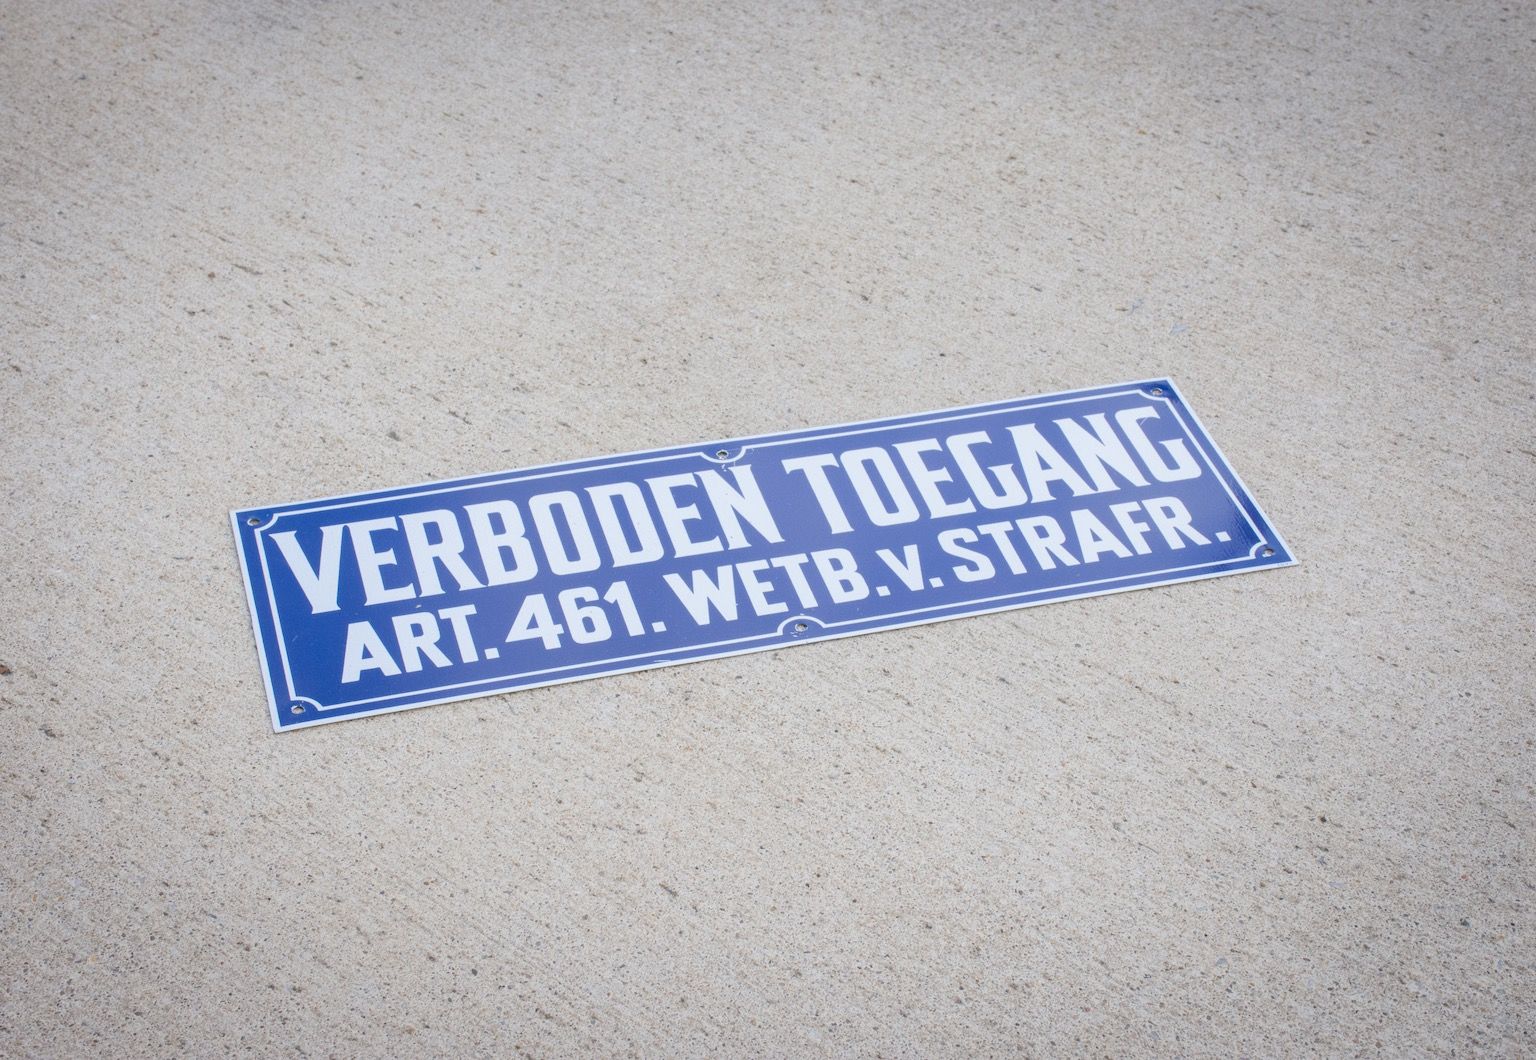 VERBODEN TOEGANG
ART. 461. WETB. v. STRAFR.